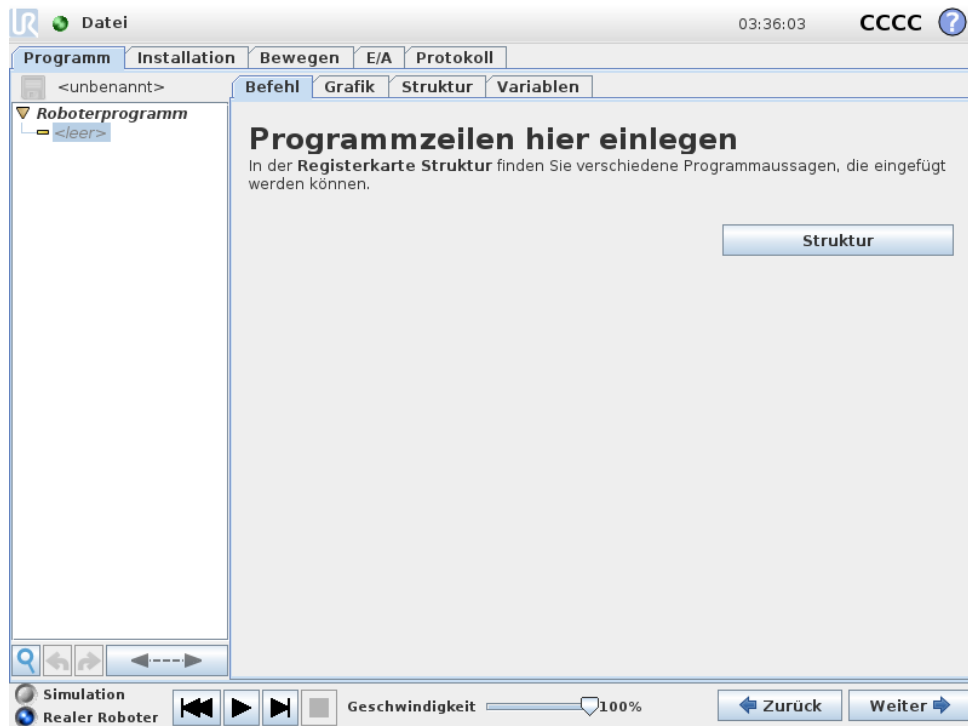 UR Datei 03:36:03 CCCC ?
Programm Installation Bewegen E/A Protokoll
<unbenannt> Befehl Grafik Struktur Variablen
Roboterprogramm
<leer>
Programmzeilen hier einlegen
In der Registerkarte Struktur finden Sie verschiedene Programmaussagen, die eingefügt
werden können.
Struktur
Simulation
Realer Roboter
Geschwindigkeit 100% Zurück Weiter